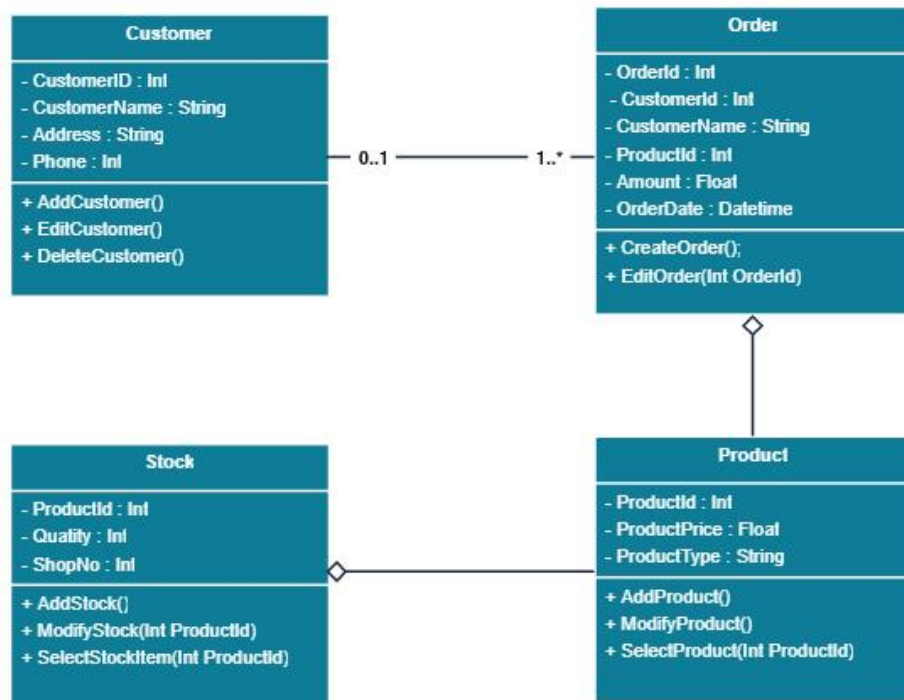 Customer
- CustomerID : Int
- CustomerName : String
- Address : String
- Phone : Int
+ AddCustomer()
+ EditCustomer()
+ DeleteCustomer()
0..1
1..*
Order
- OrderId : Int
- CustomerId : Int
- CustomerName : String
- ProductId : Int
- Amount : Float
- OrderDate : Datetime
+ CreateOrder();
+ EditOrder(Int OrderId)
Stock
- ProductId : Int
- Quality : Int
- ShopNo : Int
+ AddStock()
+ ModifyStock(Int ProductId)
+ SelectStockItem(Int ProductId)
Product
- ProductId : Int
- ProductPrice : Float
- ProductType : String
+ AddProduct()
+ ModifyProduct()
+ SelectProduct(Int ProductId)